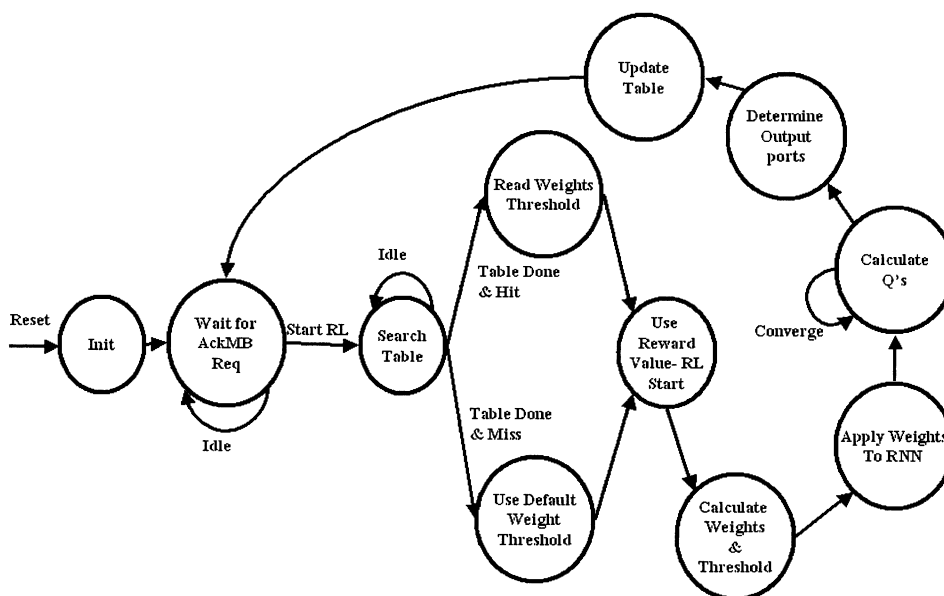 Update
Table
Determine
Output
ports
Read Weights
Threshold
Idle
Table Done
& Hit
Calculate
Q's
Converge
Reset
Init
Wait for
AckMB
Req
Start RL
Search
Table
Idle
Use
Reward
Value- RL
Start
Table Done
& Miss
Apply Weights
To RNN
Use Default
Weight
Threshold
Calculate
Weights
&
Threshold